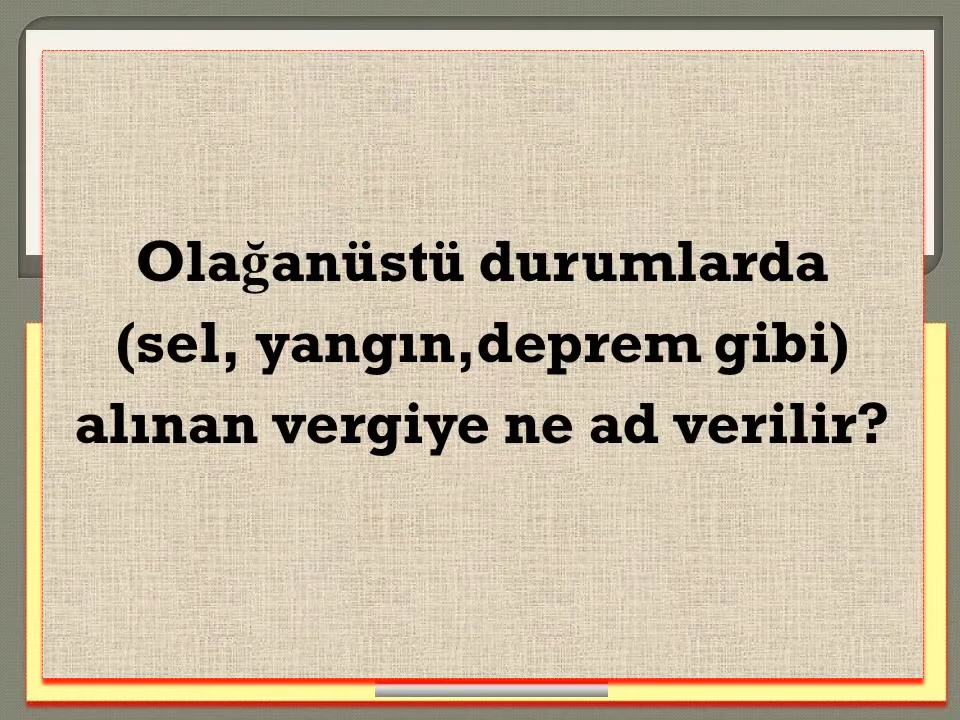 Olağanüstü durumlarda
(sel, yangın,deprem gibi)
alınan vergiye ne ad verilir?